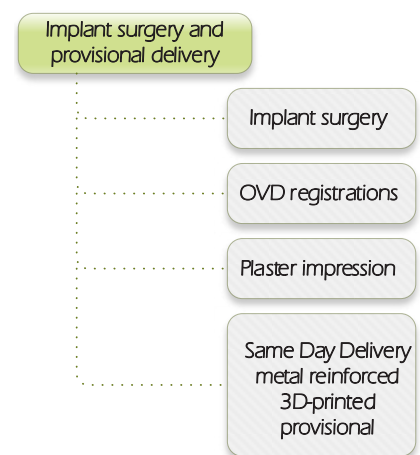 Implant surgery and
provisional delivery
Implant surgery
OVD registrations
Plaster impression
Same Day Delivery
metal reinforced
3D-printed
provisional